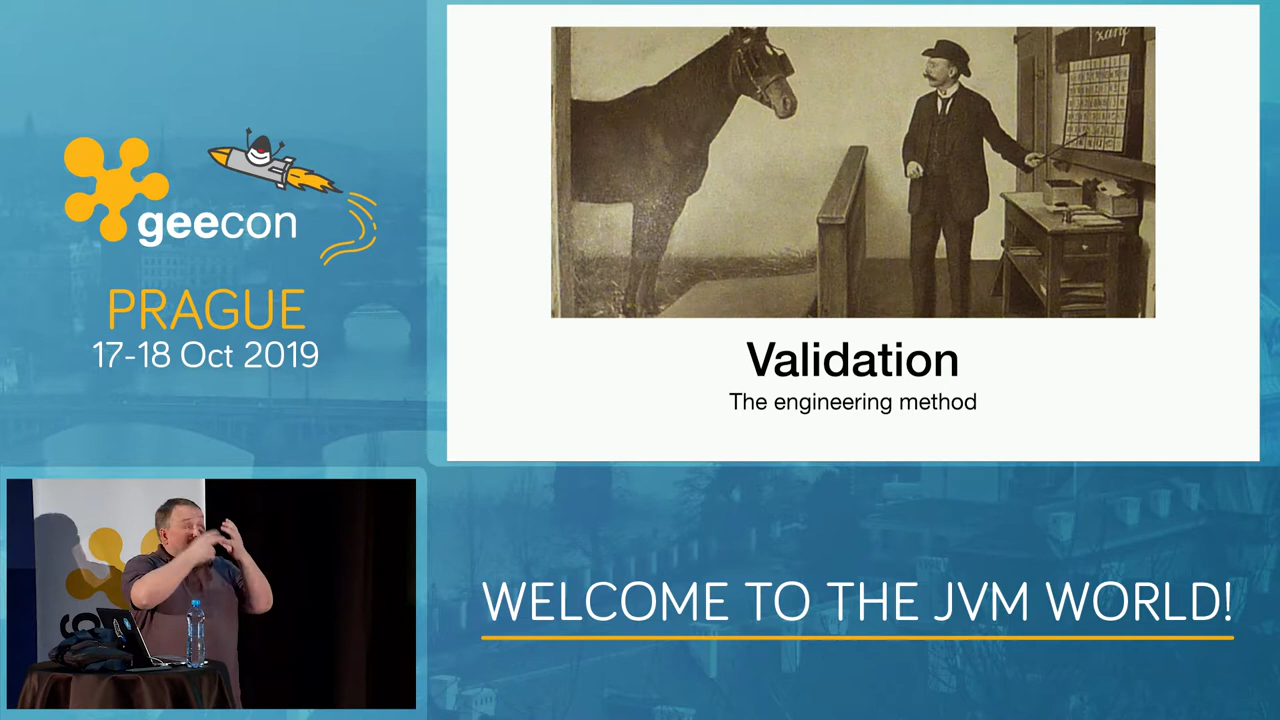 geecon
PRAGUE
17-18 Oct 2019
Validation
The engineering method
WELCOME TO THE JVM WORLD!